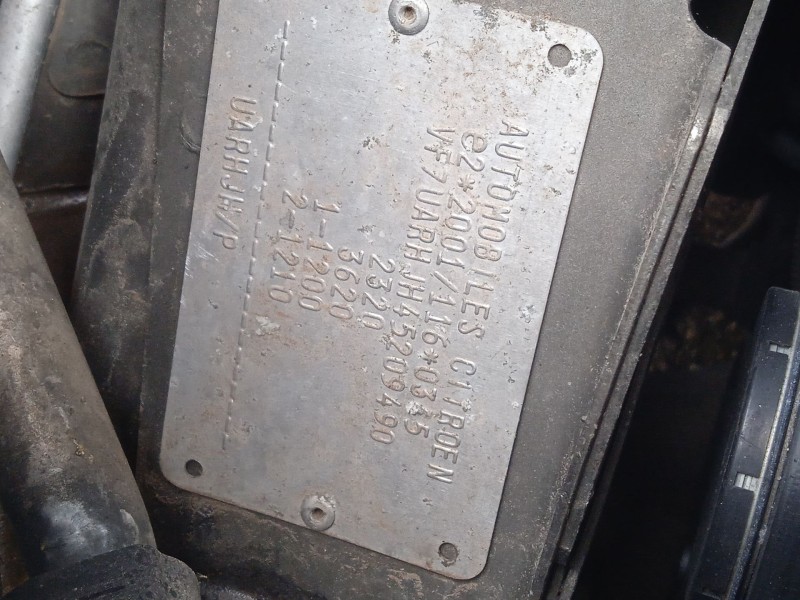 AUTOMOBILES CITROEN
e2*2001/116*0345
VF7UARHJH45209490
2320
3620
1-1200
2-1210
UARHJH/P